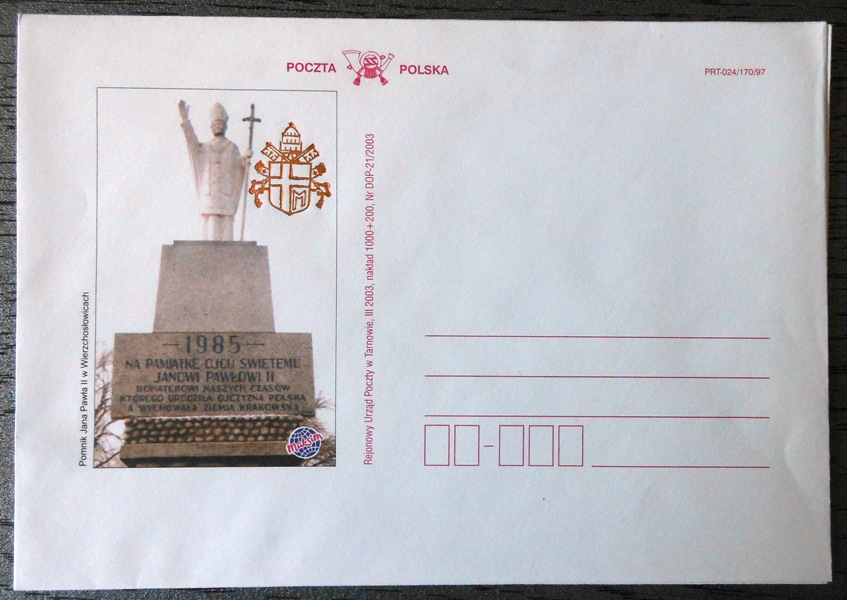 POCZTA POLSKA
PRT-024/170/97
Pomnik Jana Pawła II w Wierzchosłowicach
—1985—
NA PAMIĄTKĘ OJCU ŚWIĘTEMU
JANOWI PAWŁOWI II
BOHATEROWI NASZYCH CZASÓW
KTÓREGO URODZIŁA OJCZYZNA POLSKA
A WYCHOWAŁA ZIEMIA KRAKOWSKA
Maksim
M
Rejonowy Urząd Poczty w Tarnowie, III 2003, nakład 1000+200, Nr DOP-21/2003